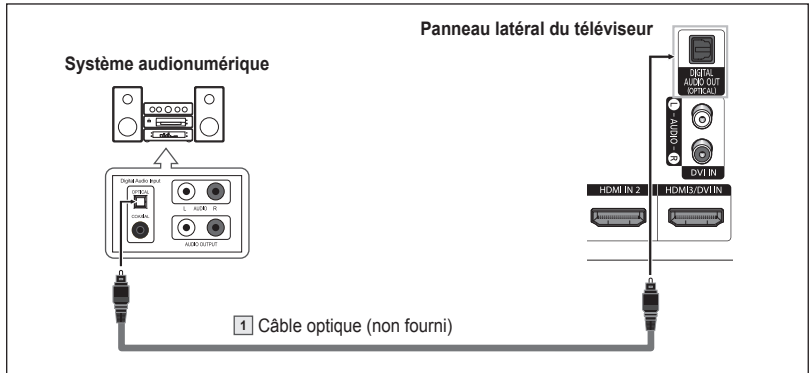 Panneau latéral du téléviseur
Système audionumérique
DIGITAL
AUDIO OUT
(OPTICAL)
L - AUDIO - R
DVI IN
HDMI IN 2
HDMI3/DVI IN
Digital Audio Input
OPTICAL
COAXIAL
L AUDIO R
AUDIO OUTPUT
1 Câble optique (non fourni)